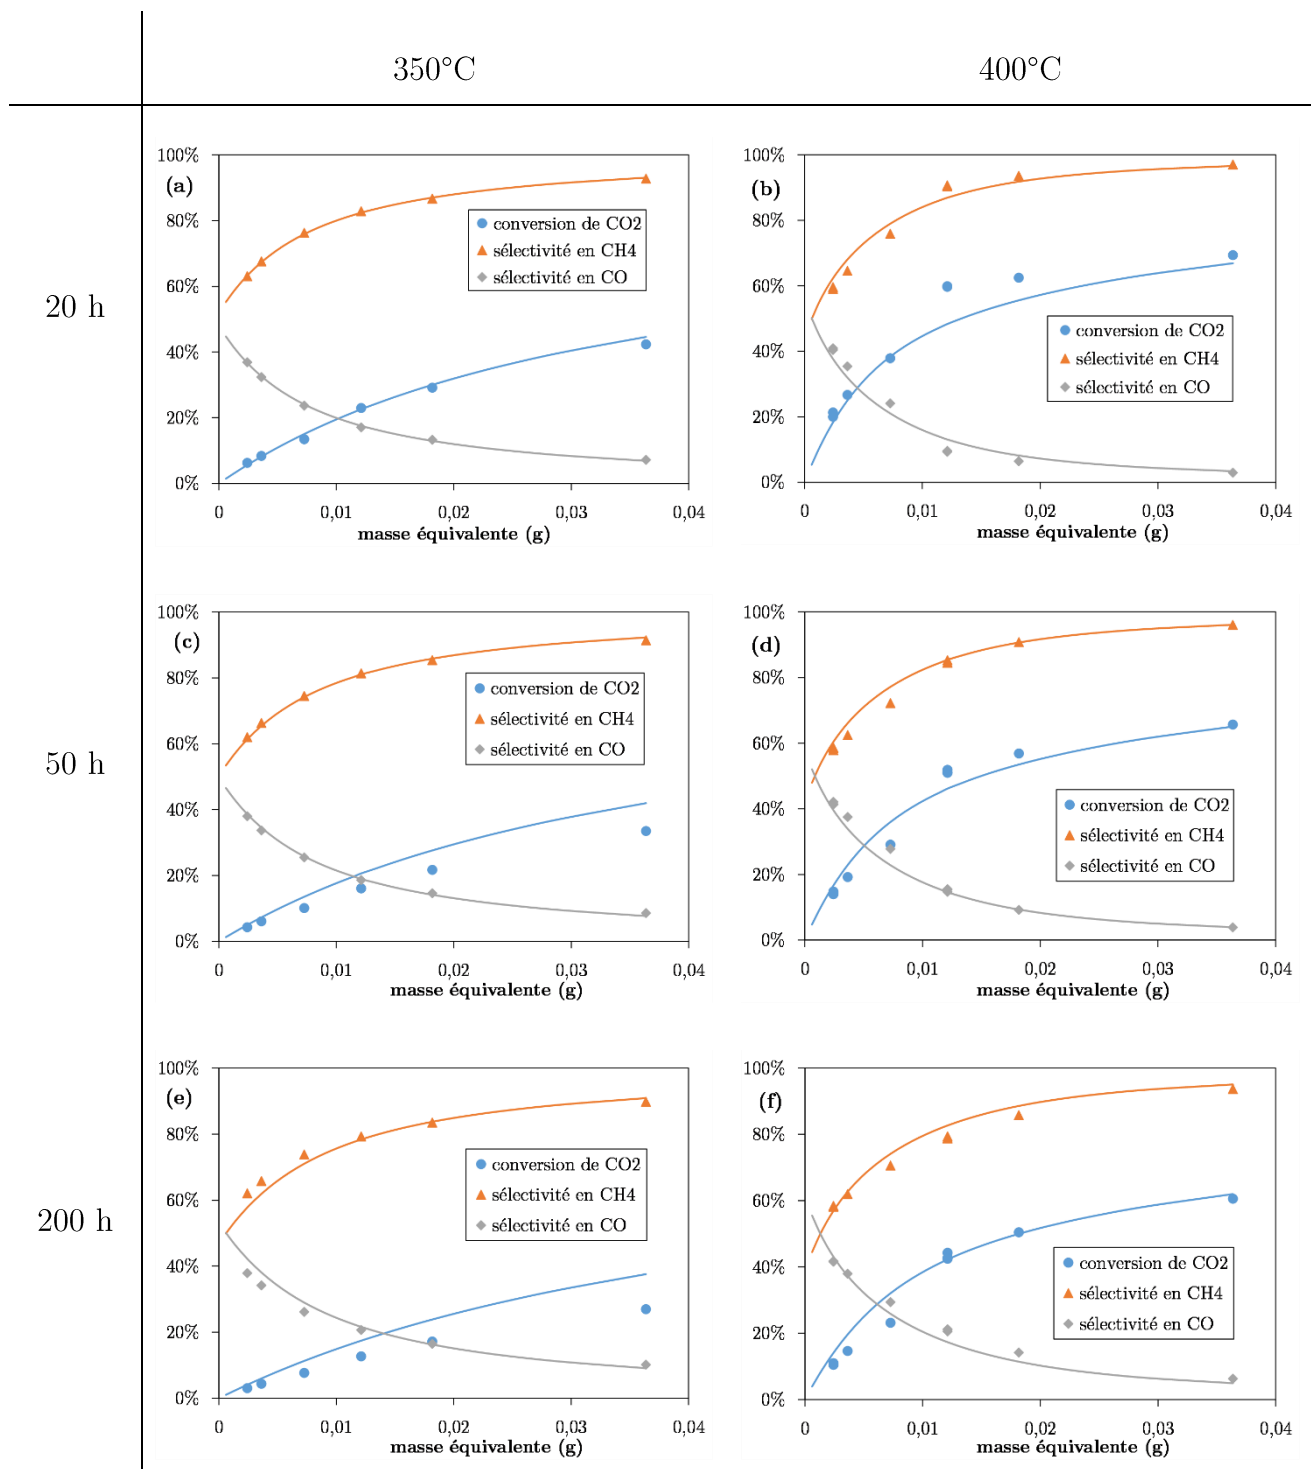 350°C 400°C
20 h
100%
80%
60%
40%
20%
0%
(a)
conversion de CO2
sélectivité en CH4
sélectivité en CO
0 0,01 0,02 0,03 0,04
masse équivalente (g)
100%
80%
60%
40%
20%
0%
(b)
conversion de CO2
sélectivité en CH4
sélectivité en CO
0 0,01 0,02 0,03 0,04
masse équivalente (g)
50 h
100%
80%
60%
40%
20%
0%
(c)
conversion de CO2
sélectivité en CH4
sélectivité en CO
0 0,01 0,02 0,03 0,04
masse équivalente (g)
100%
80%
60%
40%
20%
0%
(d)
conversion de CO2
sélectivité en CH4
sélectivité en CO
0 0,01 0,02 0,03 0,04
masse équivalente (g)
200 h
100%
80%
60%
40%
20%
0%
(e)
conversion de CO2
sélectivité en CH4
sélectivité en CO
0 0,01 0,02 0,03 0,04
masse équivalente (g)
100%
80%
60%
40%
20%
0%
(f)
conversion de CO2
sélectivité en CH4
sélectivité en CO
0 0,01 0,02 0,03 0,04
masse équivalente (g)